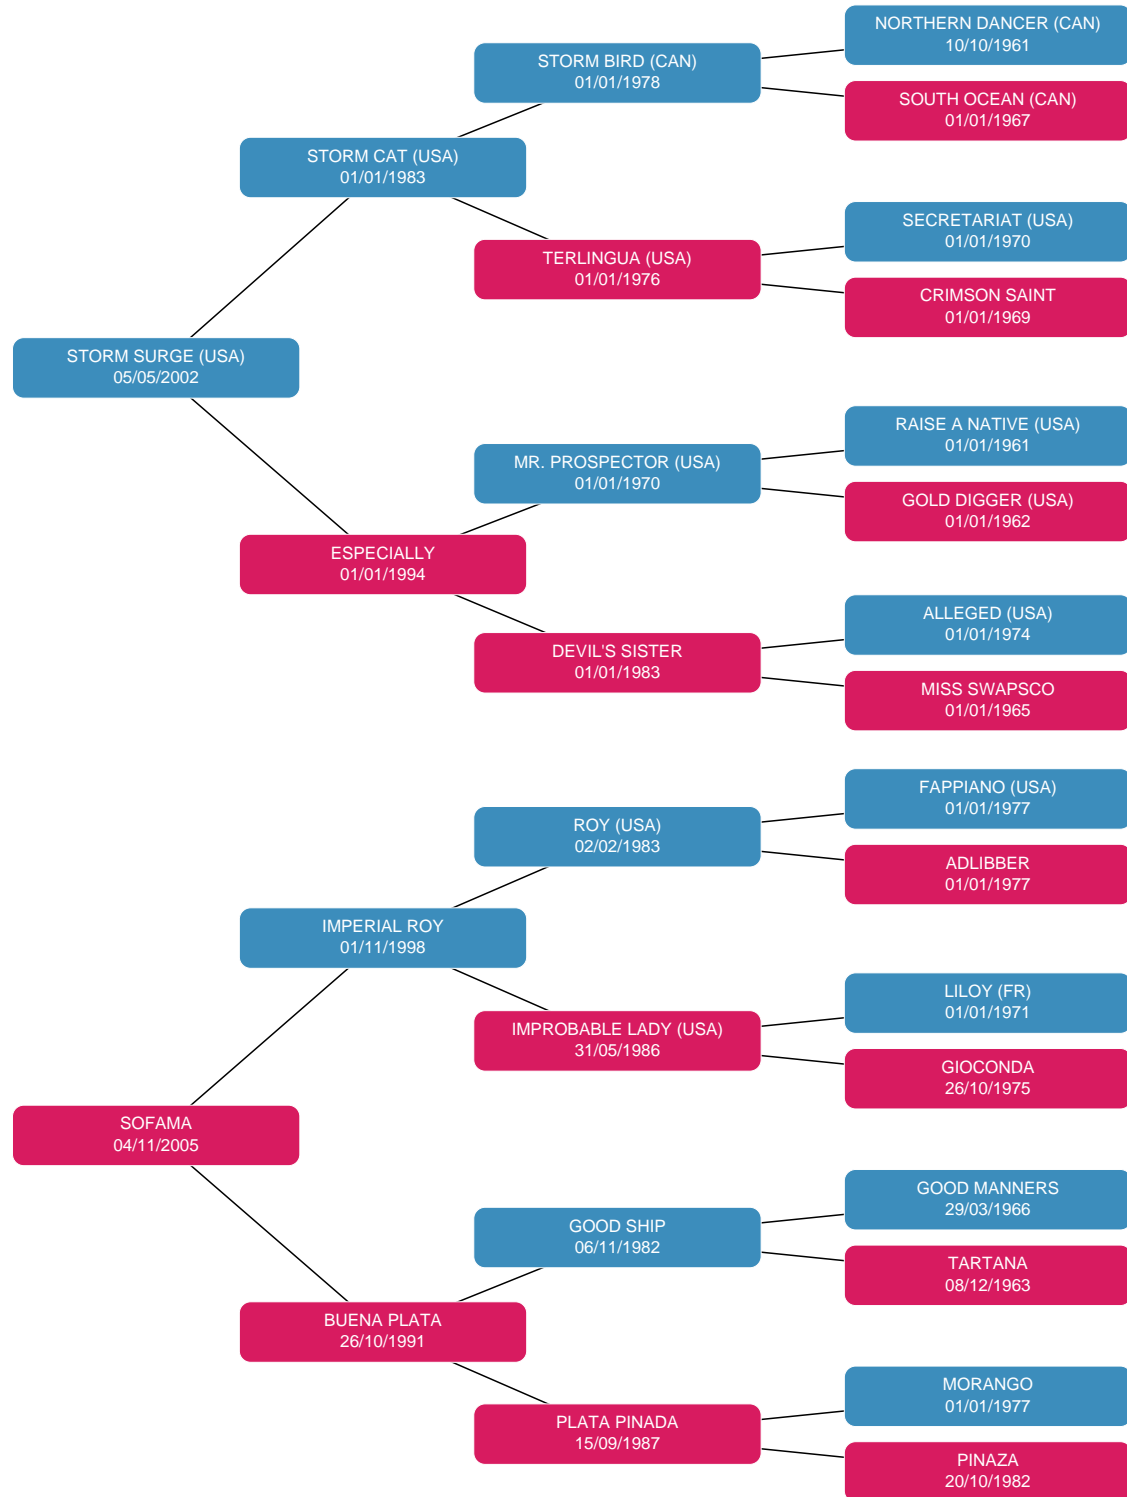 NORTHERN DANCER (CAN)
10/10/1961
STORM BIRD (CAN)
01/01/1978
SOUTH OCEAN (CAN)
01/01/1967
STORM CAT (USA)
01/01/1983
SECRETARIAT (USA)
01/01/1970
TERLINGUA (USA)
01/01/1976
CRIMSON SAINT
01/01/1969
STORM SURGE (USA)
05/05/2002
RAISE A NATIVE (USA)
01/01/1961
MR. PROSPECTOR (USA)
01/01/1970
GOLD DIGGER (USA)
01/01/1962
ESPECIALLY
01/01/1994
ALLEGED (USA)
01/01/1974
DEVIL'S SISTER
01/01/1983
MISS SWAPSCO
01/01/1965
FAPPIANO (USA)
01/01/1977
ROY (USA)
02/02/1983
ADLIBBER
01/01/1977
IMPERIAL ROY
01/11/1998
LILOY (FR)
01/01/1971
IMPROBABLE LADY (USA)
31/05/1986
GIOCONDA
26/10/1975
SOFAMA
04/11/2005
GOOD MANNERS
29/03/1966
GOOD SHIP
06/11/1982
TARTANA
08/12/1963
BUENA PLATA
26/10/1991
MORANGO
01/01/1977
PLATA PINADA
15/09/1987
PINAZA
20/10/1982